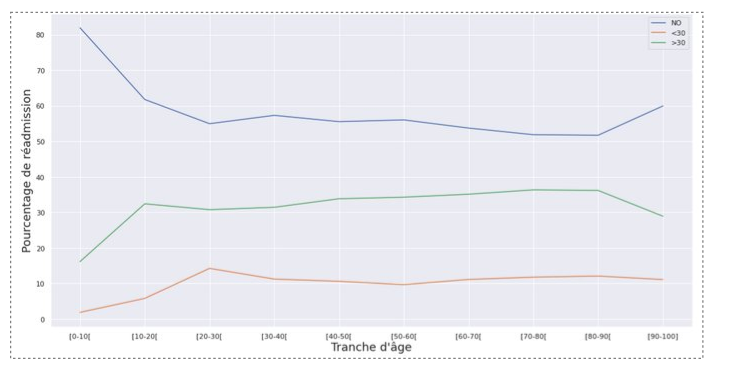 NO
<30
>30
80
70
60
50
40
30
20
10
0
Pourcentage de réadmission
[0-10[ [10-20[ [20-30[ [30-40[ [40-50[ [50-60[ [60-70[ [70-80[ [80-90[ [90-100]
Tranche d'âge